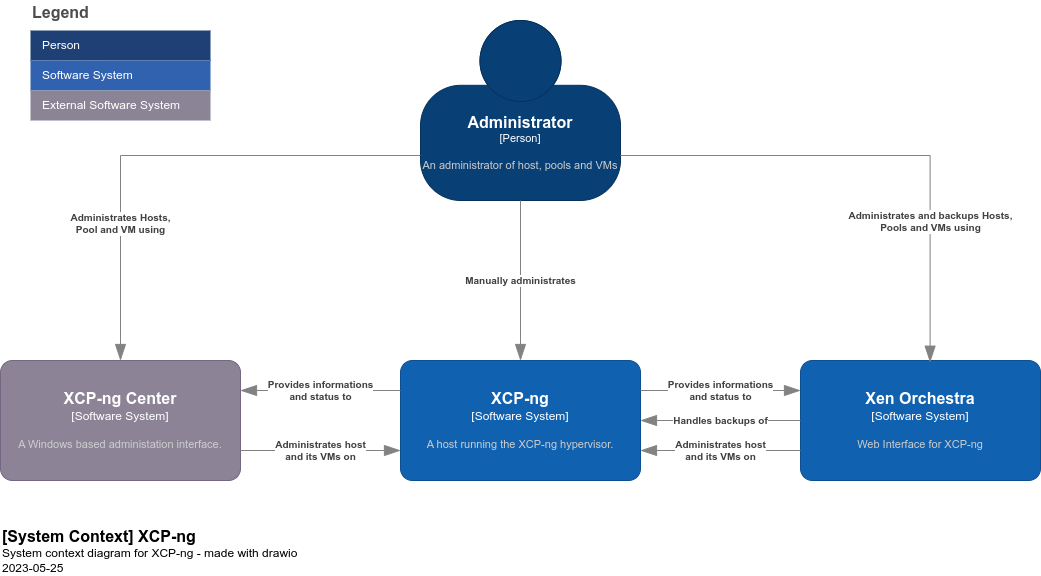 Legend
Person
Software System
External Software System
Administrator
[Person]
An administrator of host, pools and VMs
Administrates Hosts,
Pool and VM using
Manually administrates
Administrates and backups Hosts,
Pools and VMs using
XCP-ng Center
[Software System]
A Windows based administation interface.
Provides informations
and status to
Administrates host
and its VMs on
XCP-ng
[Software System]
A host running the XCP-ng hypervisor.
Provides informations
and status to
Handles backups of
Administrates host
and its VMs on
Xen Orchestra
[Software System]
Web Interface for XCP-ng
[System Context] XCP-ng
System context diagram for XCP-ng - made with drawio
2023-05-25